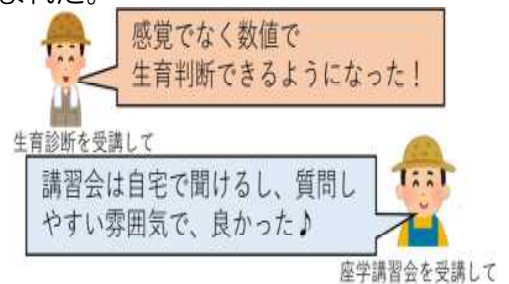 感覚でなく数値で
生育判断できるようになった！
生育診断を受講して
講習会は自宅で聞けるし、質問し
やすい雰囲気で、良かった♪
座学講習会を受講して